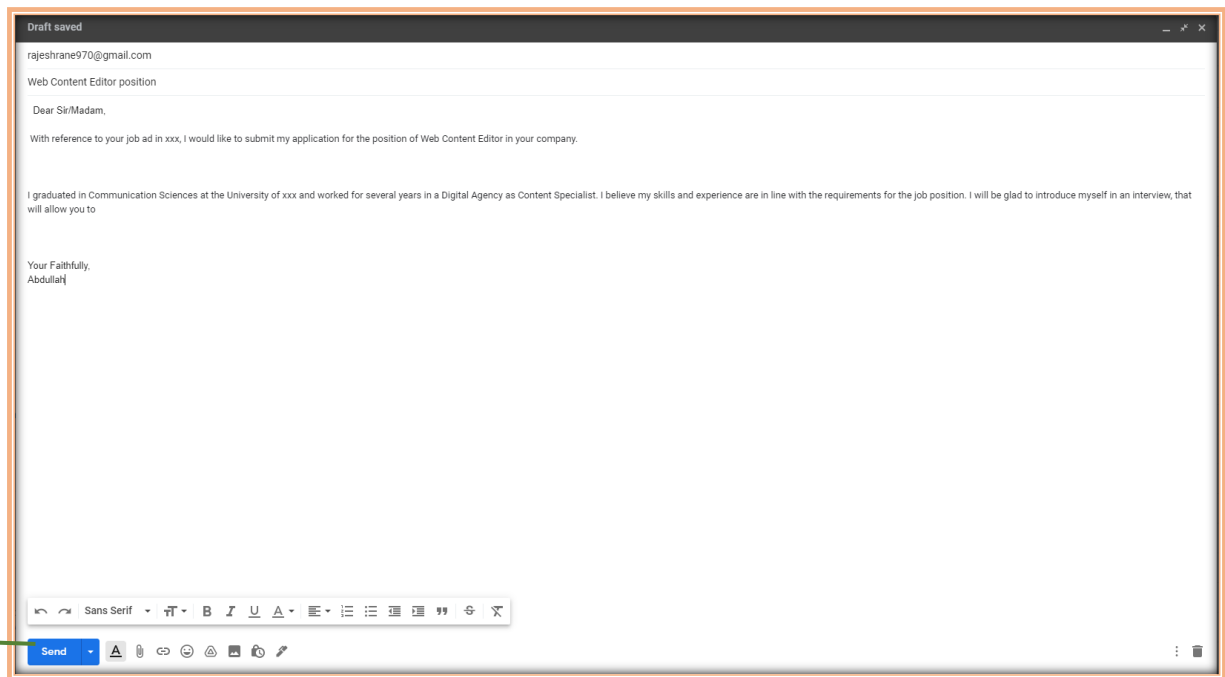 Draft saved
rajeshrane970@gmail.com
Web Content Editor position
Dear Sir/Madam,
With reference to your job ad in xxx, I would like to submit my application for the position of Web Content Editor in your company.
I graduated in Communication Sciences at the University of xxx and worked for several years in a Digital Agency as Content Specialist. I believe my skills and experience are in line with the requirements for the job position. I will be glad to introduce myself in an interview, that
will allow you to
Your Faithfully,
Abdullah
Sans Serif
B I U A
Send A